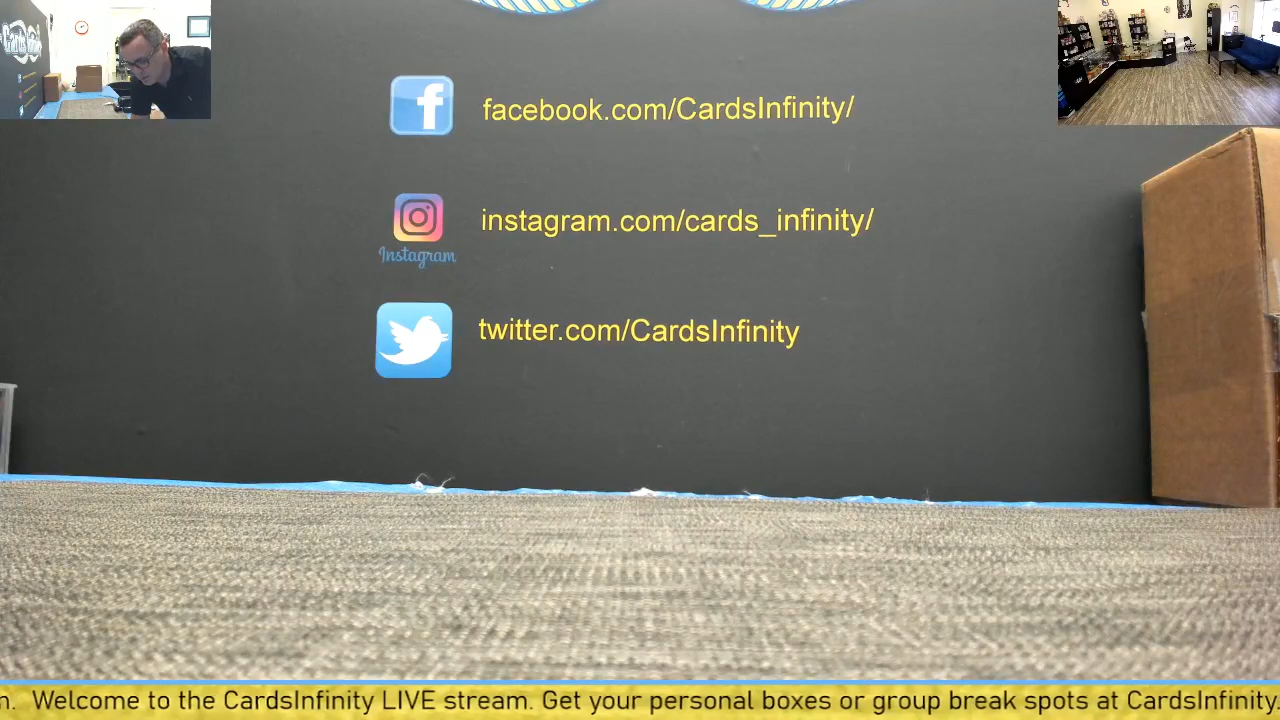 facebook.com/CardsInfinity/
instagram.com/cards_infinity/
Instagram
twitter.com/CardsInfinity
n. Welcome to the CardsInfinity LIVE stream. Get your personal boxes or group break spots at CardsInfinity.